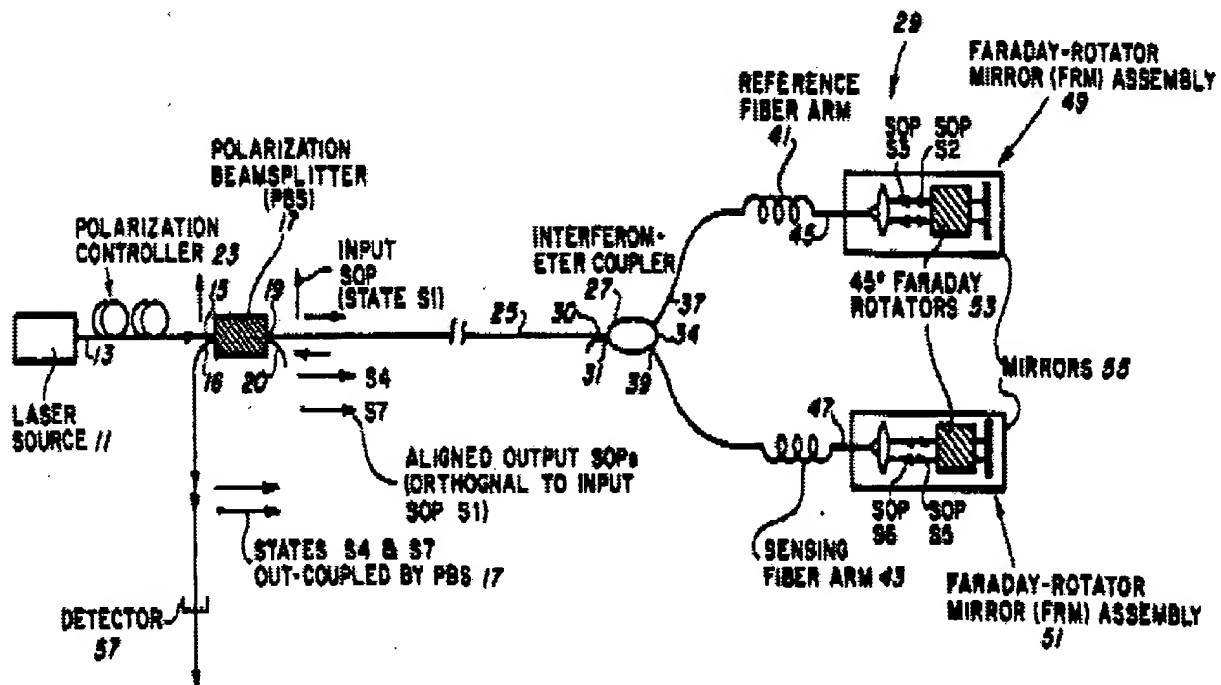 29
FARADAY-ROTATOR
MIRROR (FRM) ASSEMBLY
49
REFERENCE
FIBER ARM
41
SOP
S3
SOP
S2
POLARIZATION
BEAMSPLITTER
(PBS)
17
POLARIZATION
CONTROLLER 23
INPUT
SOP
(STATE S1)
INTERFEROM-
ETER COUPLER
27
45
45° FARADAY
ROTATORS 53
15
19
25
30
37
34
13
16
20
31
39
MIRRORS 55
S4
S7
LASER
SOURCE 11
47
ALIGNED OUTPUT SOPs
(ORTHOGNAL TO INPUT
SOP S1)
SOP
S6
SOP
S5
STATES S4 & S7
OUT-COUPLED BY PBS 17
SENSING
FIBER ARM 43
FARADAY-ROTATOR
MIRROR (FRM) ASSEMBLY
51
DETECTOR
57